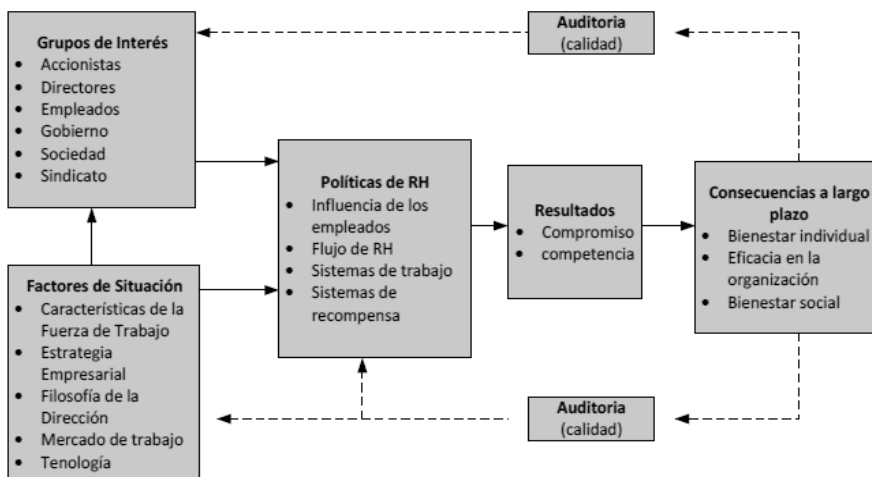 Grupos de Interés
• Accionistas
• Directores
• Empleados
• Gobierno
• Sociedad
• Sindicato
Auditoria
(calidad)
Políticas de RH
• Influencia de los
empleados
• Flujo de RH
• Sistemas de trabajo
• Sistemas de
recompensa
Resultados
• Compromiso
• competencia
Consecuencias a largo
plazo
• Bienestar individual
• Eficacia en la
organización
• Bienestar social
Factores de Situación
• Características de la
Fuerza de Trabajo
• Estrategia
Empresarial
• Filosofía de la
Dirección
• Mercado de trabajo
• Tenología
Auditoria
(calidad)